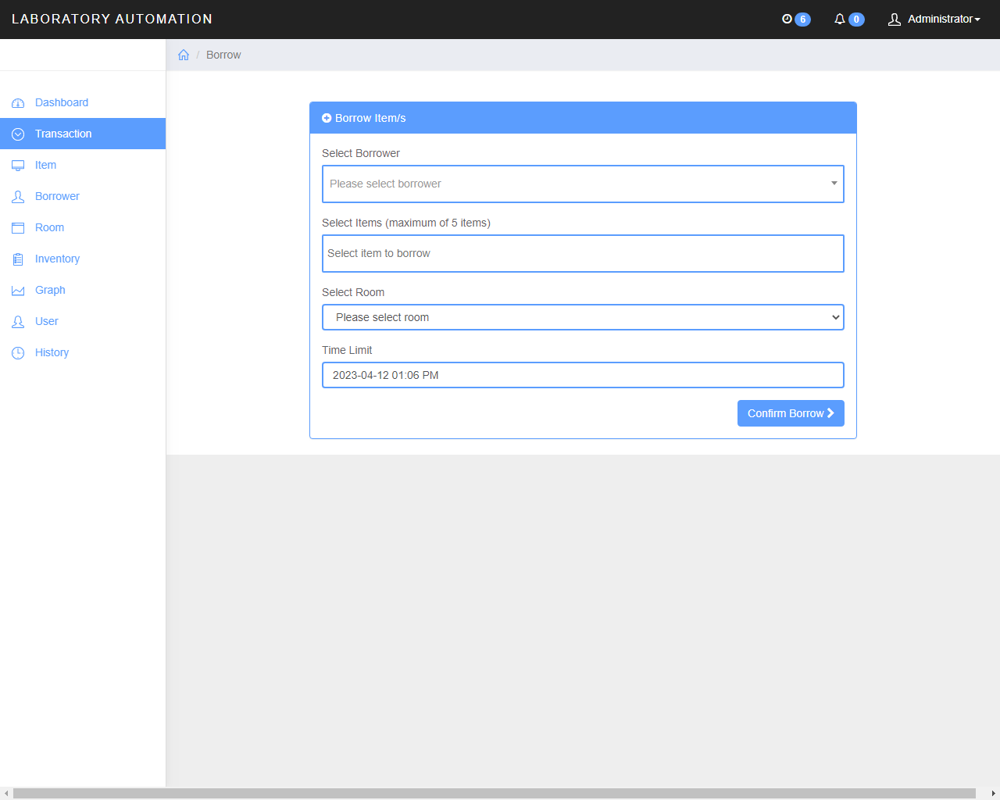 LABORATORY AUTOMATION
6
0
Administrator
/ Borrow
Dashboard
Transaction
Item
Borrower
Room
Inventory
Graph
User
History
Borrow Item/s
Select Borrower
Please select borrower
Select Items (maximum of 5 items)
Select item to borrow
Select Room
Please select room
Time Limit
2023-04-12 01:06 PM
Confirm Borrow